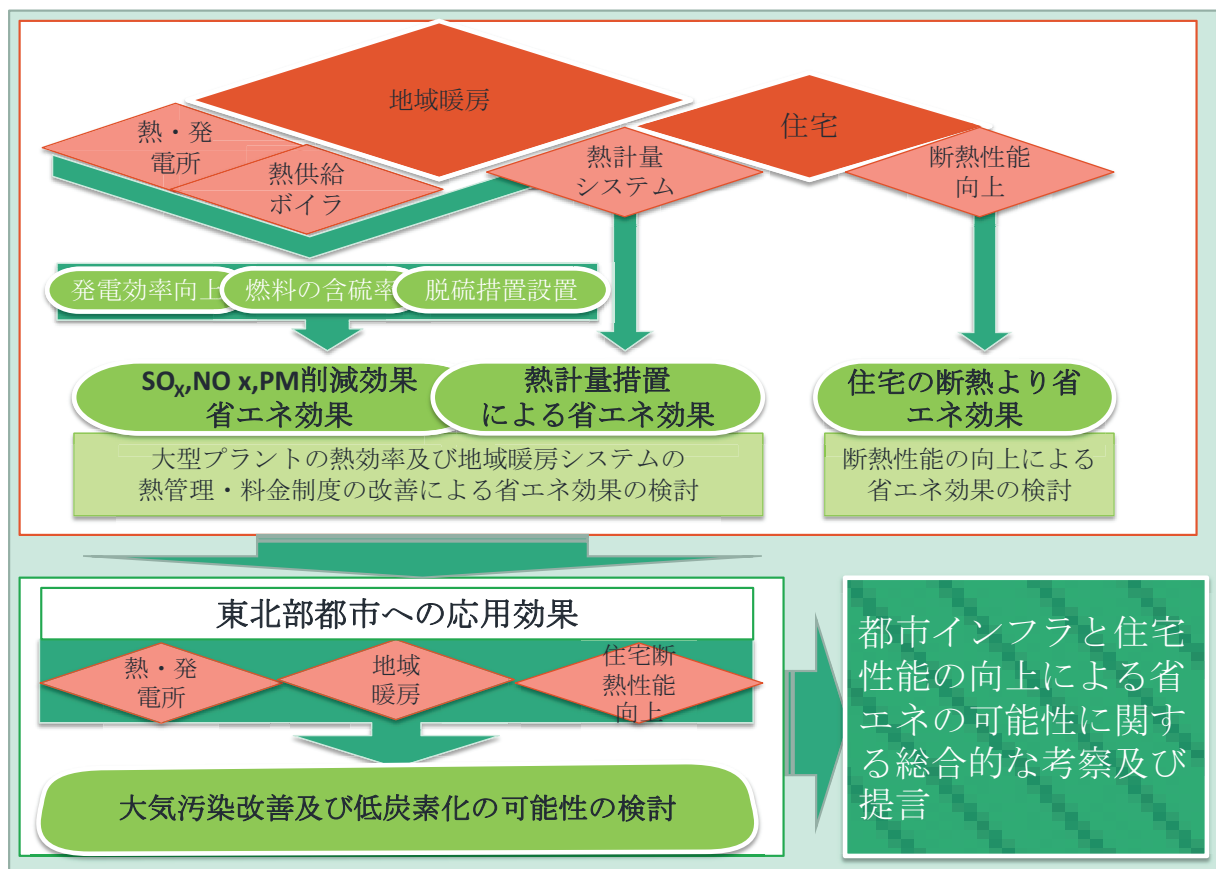 地域暖房
住宅
熱・発
電所
熱供給
ボイラ
熱計量
システム
断熱性能
向上
発電効率向上
燃料の含硫率
脱硫措置設置
SOX,NO x,PM削減効果
省エネ効果
熱計量措置
による省エネ効果
住宅の断熱より省
エネ効果
大型プラントの熱効率及び地域暖房システムの
熱管理・料金制度の改善による省エネ効果の検討
断熱性能の向上による
省エネ効果の検討
東北部都市への応用効果
熱・発
電所
地域
暖房
住宅断
熱性能
向上
大気汚染改善及び低炭素化の可能性の検討
都市インフラと住宅
性能の向上による省
エネの可能性に関す
る総合的な考察及び
提言